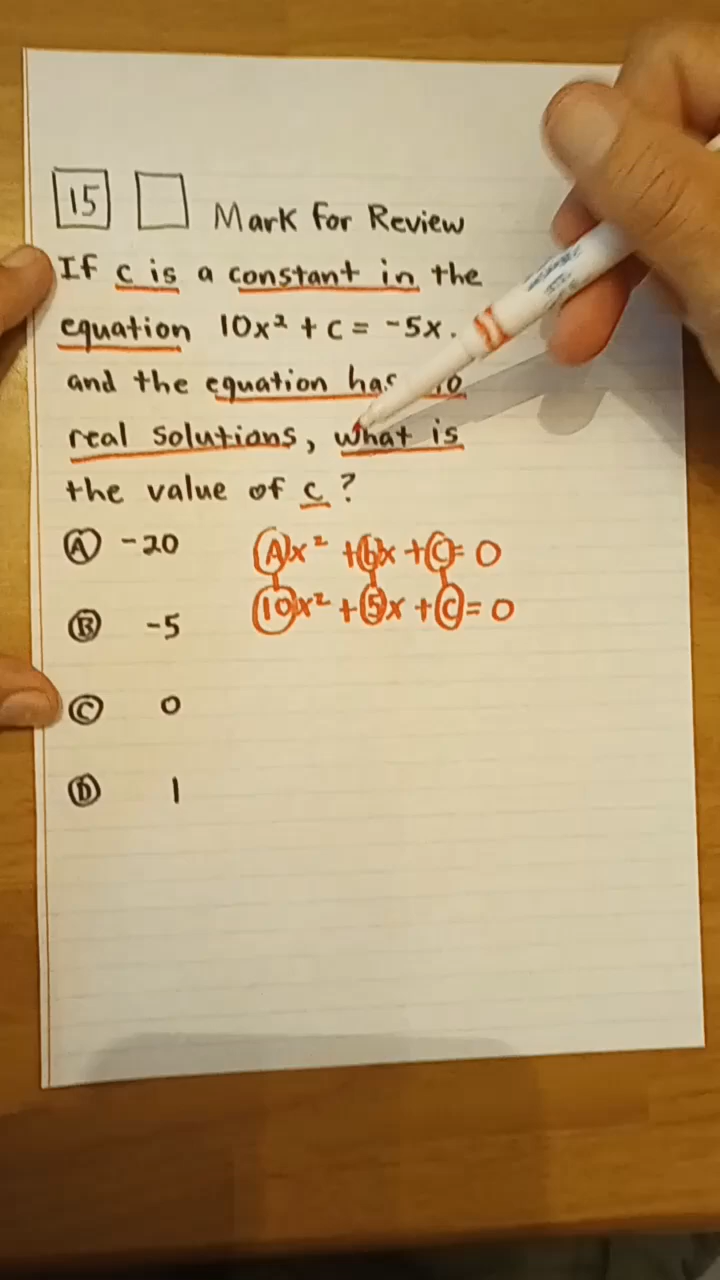 15 Mark for Review
If c is a constant in the
equation 10x² + c = -5x.
and the equation has
real solutions, what is
the value of c?
A -20
Ax² + bx + C = 0
10x² + 5x + C = 0
B -5
C 0
D 1